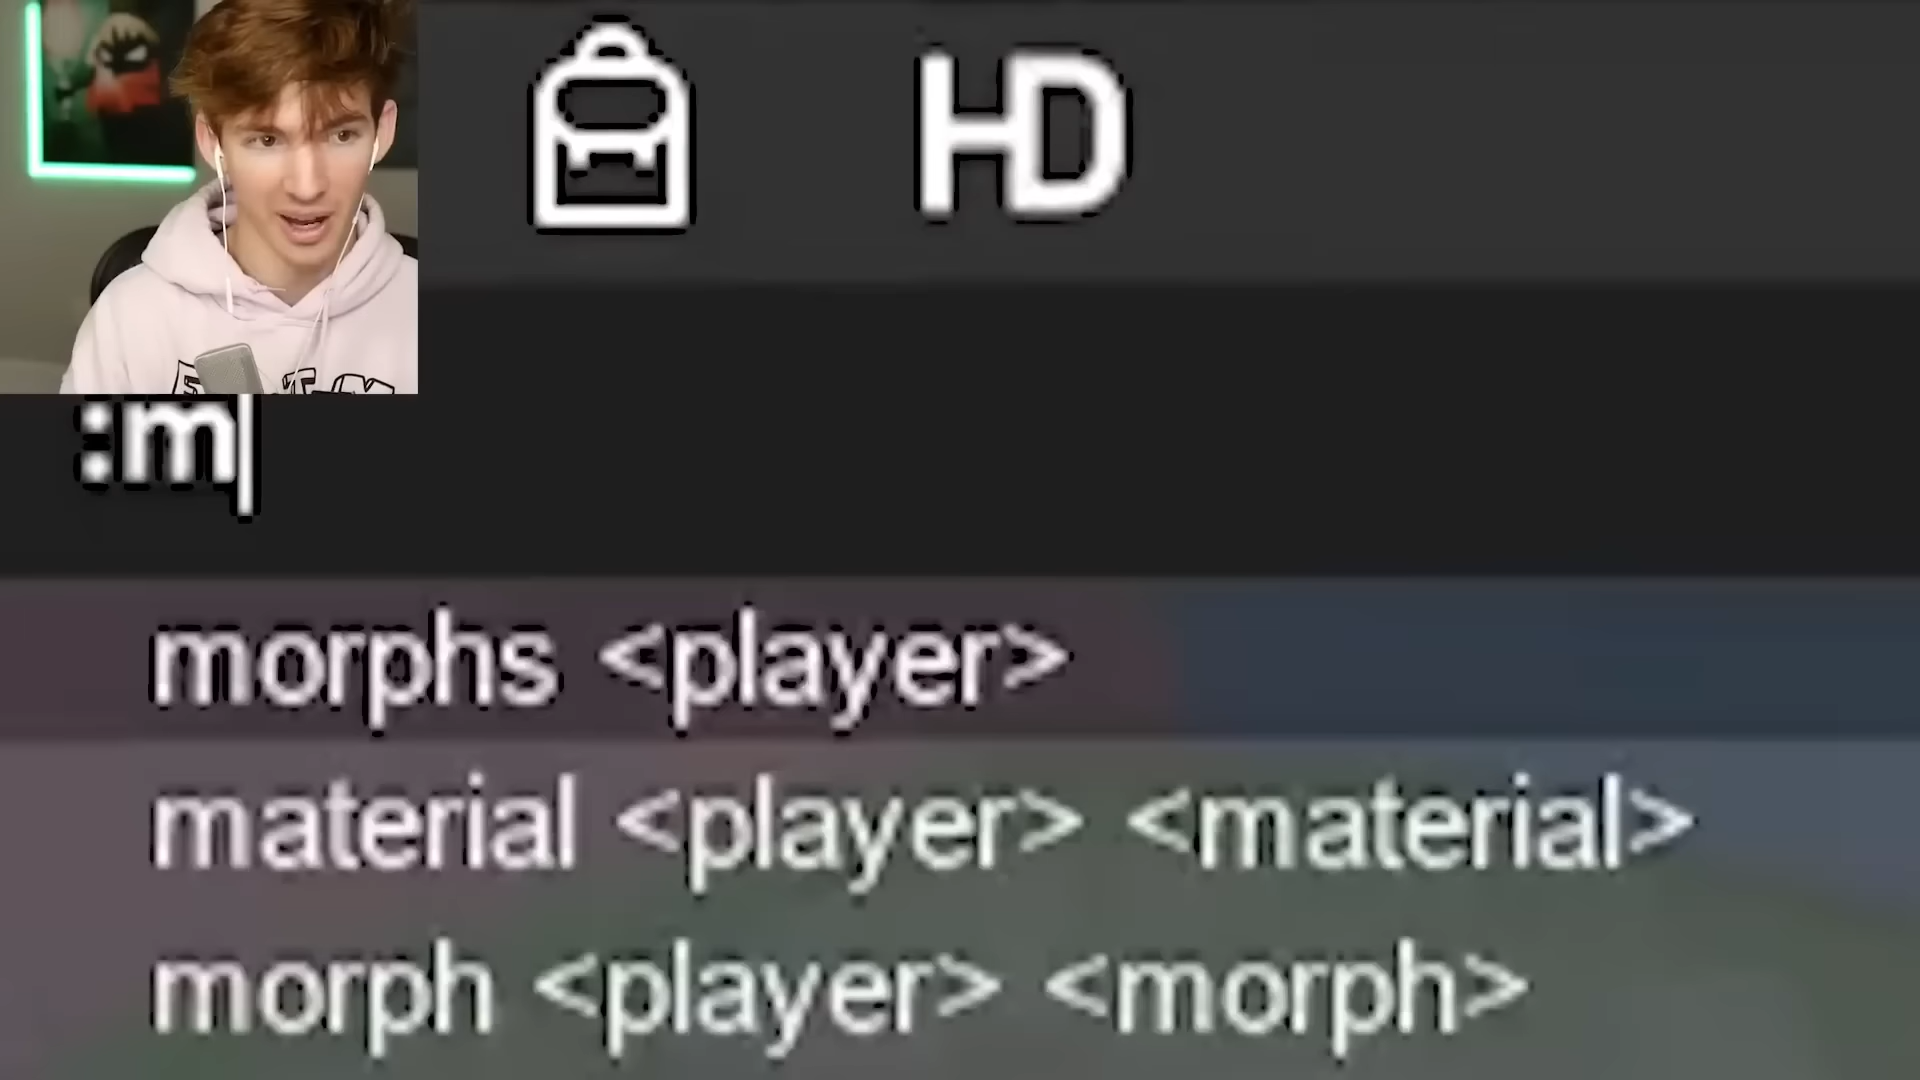 HD
:m
morphs <player>
material <player> <material>
morph <player> <morph>